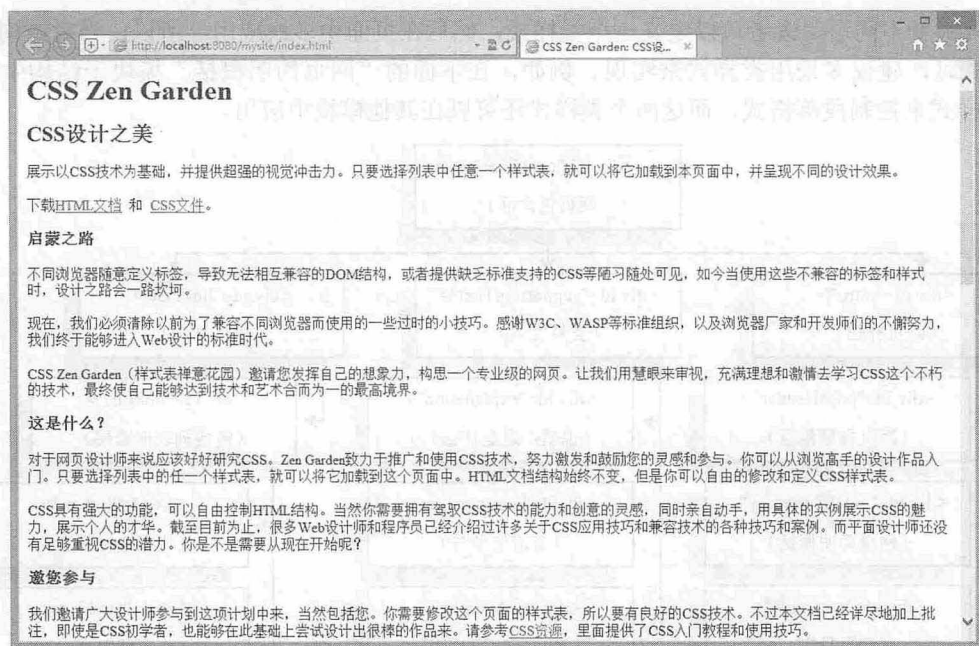 http://localhost:8080/mysite/index.html
CSS Zen Garden: CSS设...
CSS Zen Garden
CSS设计之美
展示以CSS技术为基础，并提供超强的视觉冲击力。只要选择列表中任意一个样式表，就可以将它加载到本页面中，并呈现不同的设计效果。
下载HTML文档 和 CSS文件。
启蒙之路
不同浏览器随意定义标签，导致无法相互兼容的DOM结构，或者提供缺乏标准支持的CSS等陋习随处可见，如今当使用这些不兼容的标签和样式
时，设计之路会一路坎坷。
现在，我们必须清除以前为了兼容不同浏览器而使用的一些过时的小技巧。感谢W3C、WASP等标准组织，以及浏览器厂家和开发师们的不懈努力，
我们终于能够进入Web设计的标准时代。
CSS Zen Garden（样式表禅意花园）邀请您发挥自己的想象力，构思一个专业级的网页。让我们用慧眼来审视，充满理想和激情去学习CSS这个不朽
的技术，最终使自己能够达到技术和艺术合而为一的最高境界。
这是什么？
对于网页设计师来说应该好好研究CSS。Zen Garden致力于推广和使用CSS技术，努力激发和鼓励您的灵感和参与。你可以从浏览高手的设计作品入
门。只要选择列表中的任一个样式表，就可以将它加载到这个页面中。HTML文档结构始终不变，但是你可以自由的修改和定义CSS样式表。
CSS具有强大的功能，可以自由控制HTML结构。当然你需要拥有驾驭CSS技术的能力和创意的灵感，同时亲自动手，用具体的实例展示CSS的魅
力，展示个人的才华。截至目前为止，很多Web设计师和程序员已经介绍过许多关于CSS应用技巧和兼容技术的各种技巧和案例。而平面设计师还没
有足够重视CSS的潜力。你是不是需要从现在开始呢？
邀您参与
我们邀请广大设计师参与到这项计划中来，当然包括您。你需要修改这个页面的样式表，所以要有良好的CSS技术。不过本文档已经详尽地加上批
注，即使是CSS初学者，也能够在此基础上尝试设计出很棒的作品来。请参考CSS资源，里面提供了CSS入门教程和使用技巧。